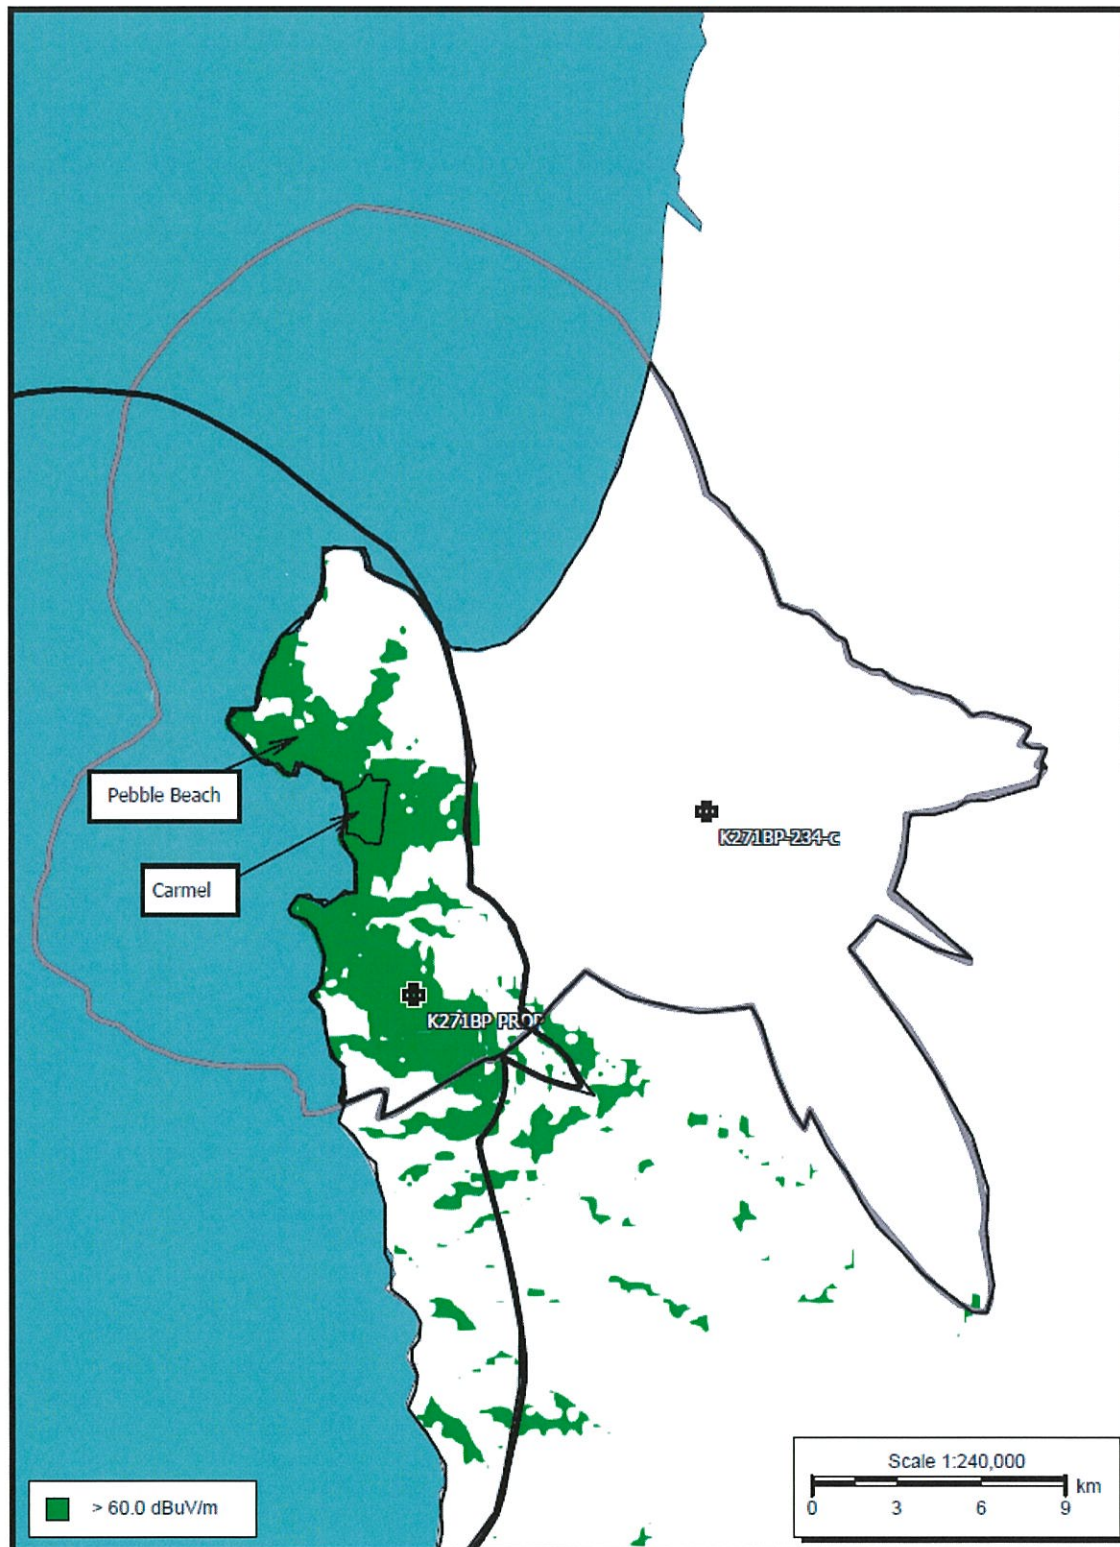 Pebble Beach
K271BP-234-c
Carmel
K271BP PROP
Scale 1:240,000
km
0 3 6 9
> 60.0 dBuV/m